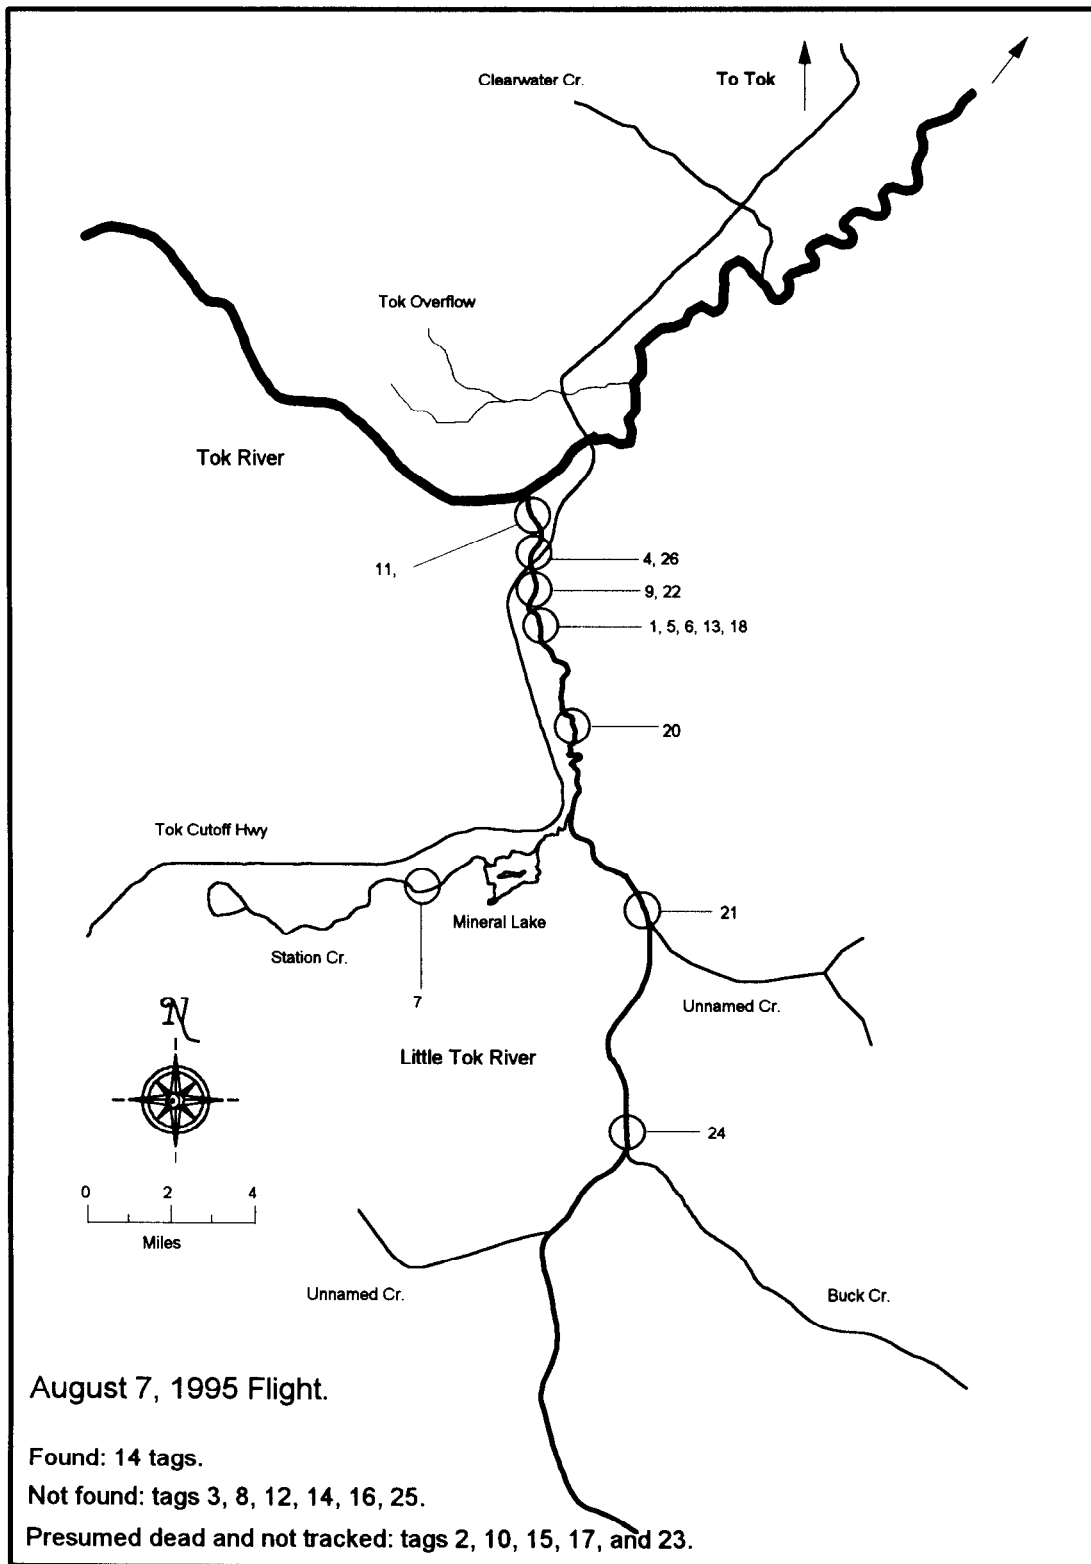 Clearwater Cr.
To Tok
Tok Overflow
Tok River
11,
4, 26
9, 22
1, 5, 6, 13, 18
20
Tok Cutoff Hwy
Mineral Lake
21
Station Cr.
7
Unnamed Cr.
N
Little Tok River
24
0 2 4
Miles
Unnamed Cr.
Buck Cr.
August 7, 1995 Flight.
Found: 14 tags.
Not found: tags 3, 8, 12, 14, 16, 25.
Presumed dead and not tracked: tags 2, 10, 15, 17, and 23.